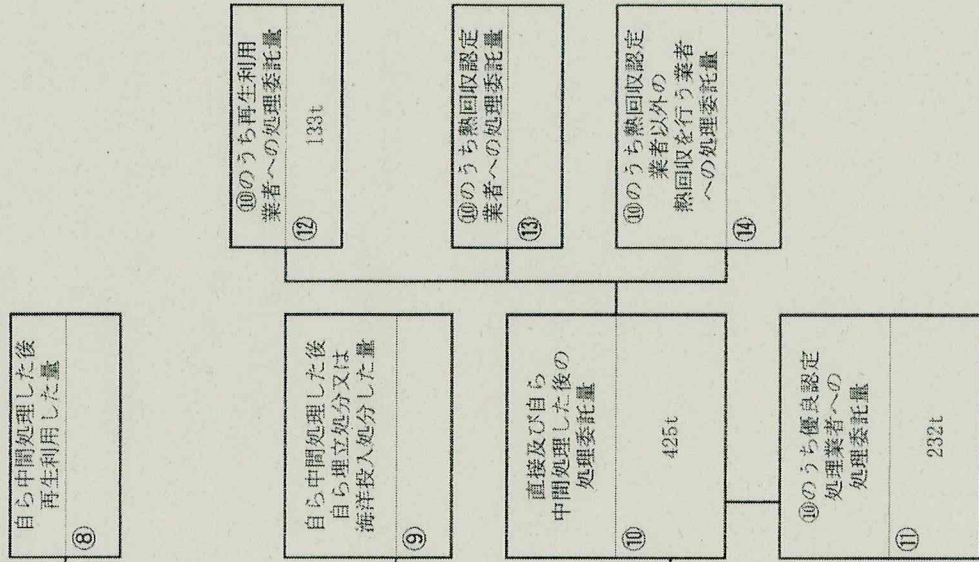 自ら中間処理した後
再生利用した量
⑧
自ら中間処理した後
自ら埋立処分又は
海洋投入処分した量
⑨
直接及び自ら
中間処理した後の
処理委託量
⑩
425t
⑩のうち優良認定
処理業者への
処理委託量
⑪
232t
⑩のうち再生利用
業者への処理委託量
⑫
133t
⑩のうち熱回収認定
業者への処理委託量
⑬
⑩のうち熱回収認定
業者以外の
熱回収を行う業者
への処理委託量
⑭